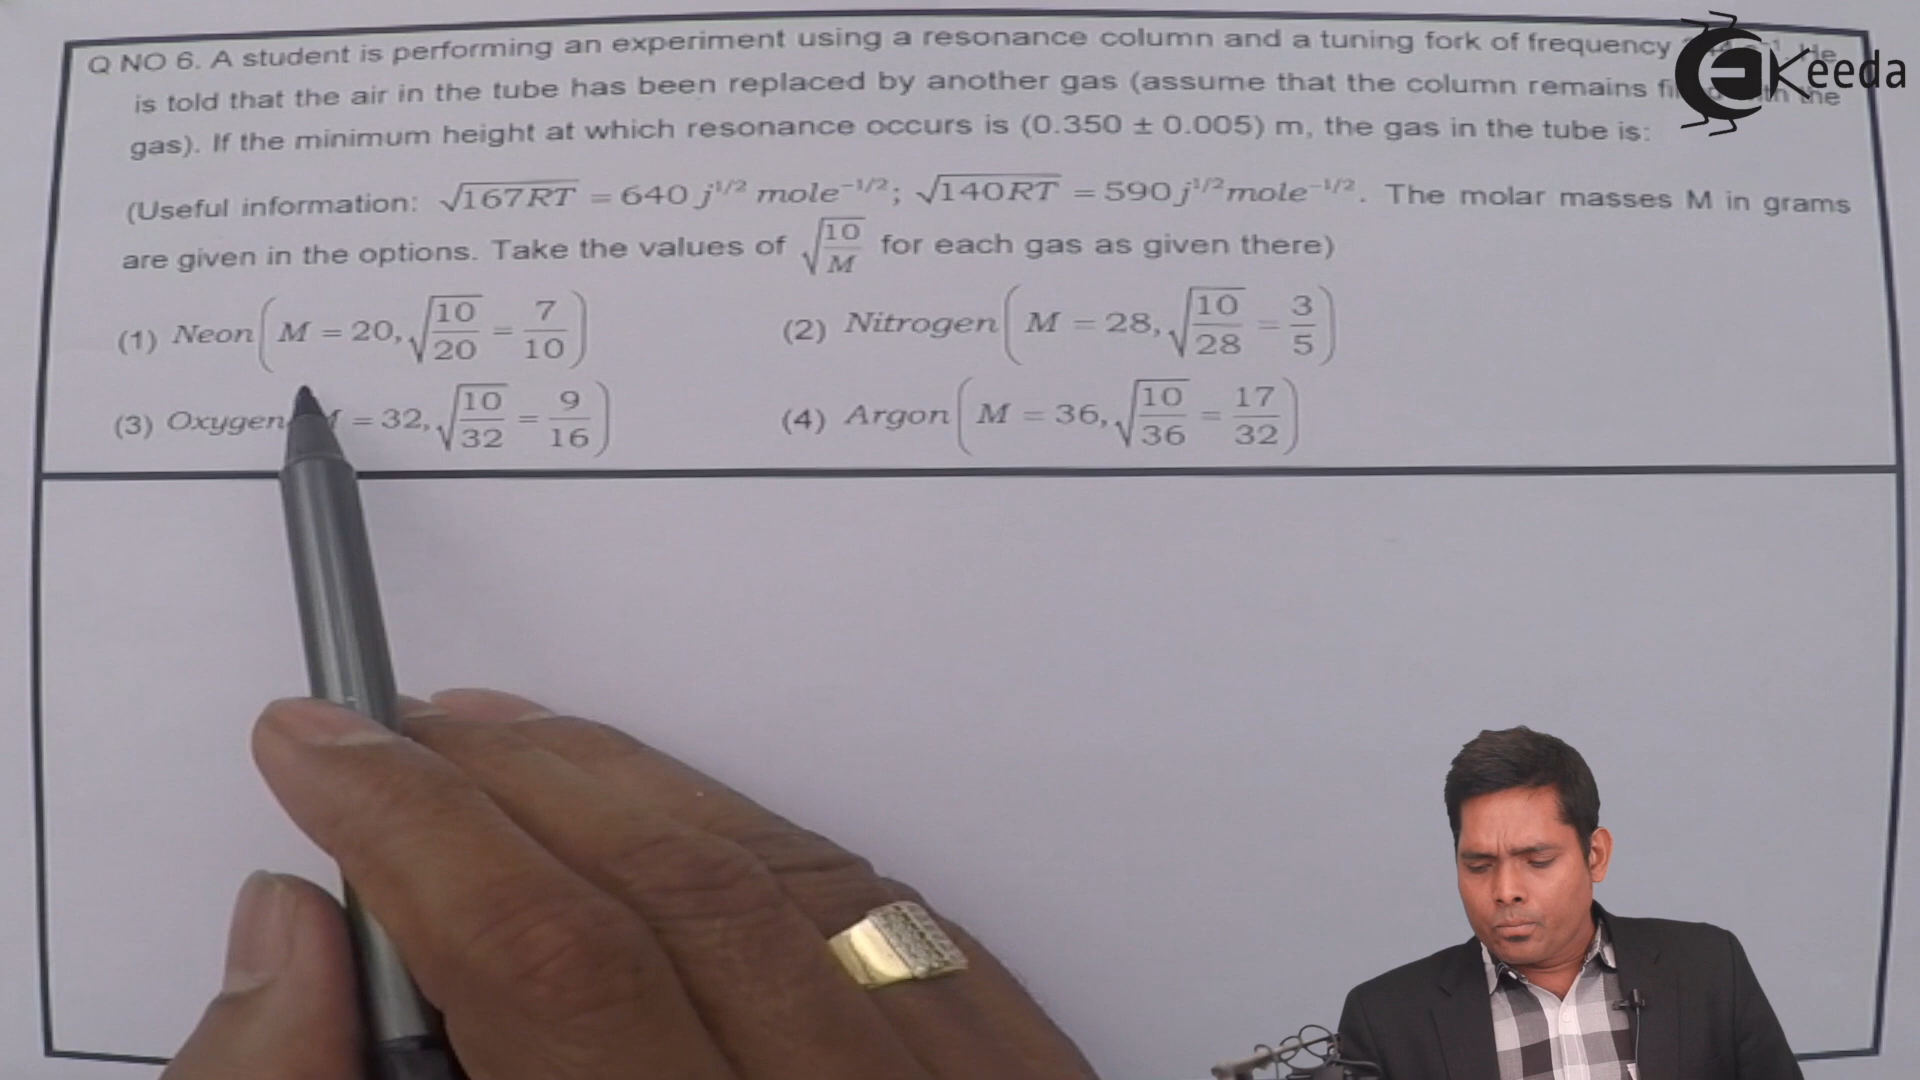 Q NO 6. A student is performing an experiment using a resonance column and a tuning fork of frequency
is told that the air in the tube has been replaced by another gas (assume that the column remains the
gas). If the minimum height at which resonance occurs is (0.350 ± 0.005) m, the gas in the tube is:
(Useful information: √167RT = 640 j^1/2 mole^-1/2; √140RT = 590 j^1/2 mole^-1/2. The molar masses M in grams
are given in the options. Take the values of √(10/M) for each gas as given there)
(1) Neon (M = 20, √(10/20) = 7/10) (2) Nitrogen (M = 28, √(10/28) = 3/5)
(3) Oxygen = 32, √(10/32) = 9/16) (4) Argon (M = 36, √(10/36) = 17/32)
eKeeda